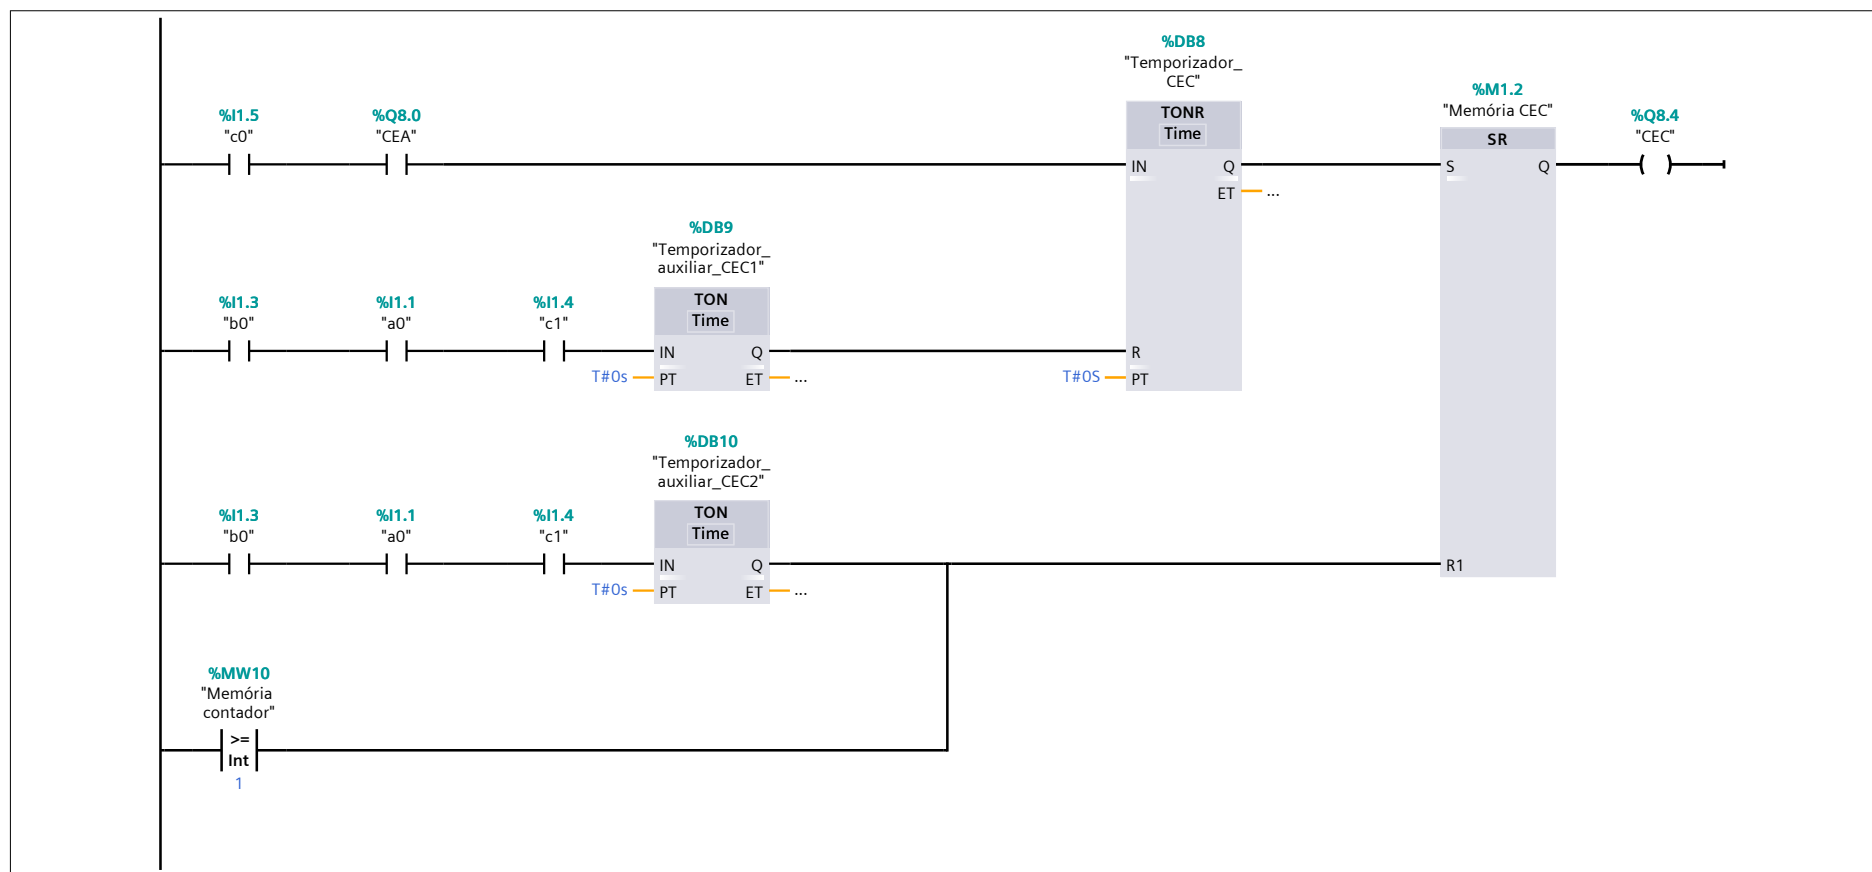 %DB8
"Temporizador_
CEC"
%M1.2
"Memória CEC"
%I1.5
"c0"
%Q8.0
"CEA"
TONR
Time
SR
%Q8.4
"CEC"
IN
Q
ET
...
S
Q
%DB9
"Temporizador_
auxiliar_CEC1"
%I1.3
"b0"
%I1.1
"a0"
%I1.4
"c1"
TON
Time
IN
Q
T#0s
PT
ET
...
R
T#0S
PT
%DB10
"Temporizador_
auxiliar_CEC2"
%I1.3
"b0"
%I1.1
"a0"
%I1.4
"c1"
TON
Time
IN
Q
T#0s
PT
ET
...
R1
%MW10
"Memória
contador"
>=
Int
1